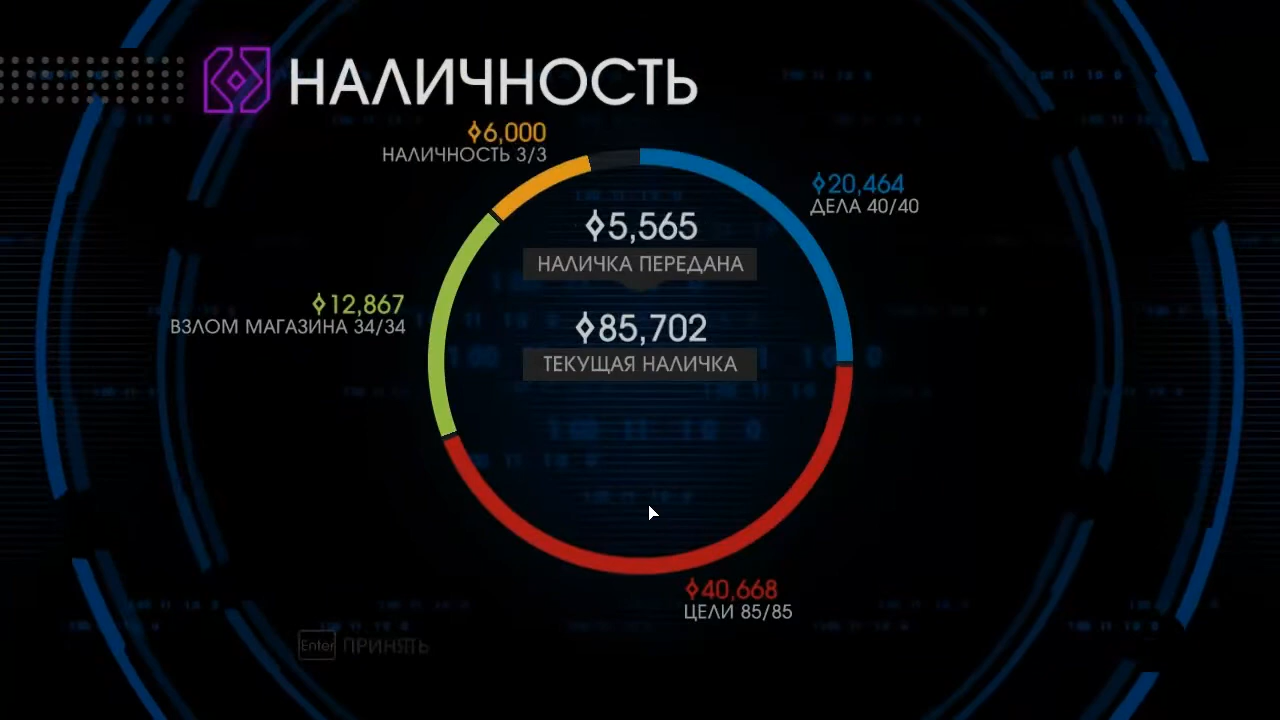 НАЛИЧНОСТЬ
6,000
НАЛИЧНОСТЬ 3/3
20,464
ДЕЛА 40/40
5,565
НАЛИЧКА ПЕРЕДАНА
12,867
ВЗЛОМ МАГАЗИНА 34/34
85,702
ТЕКУЩАЯ НАЛИЧКА
40,668
ЦЕЛИ 85/85
Enter ПРИНЯТЬ